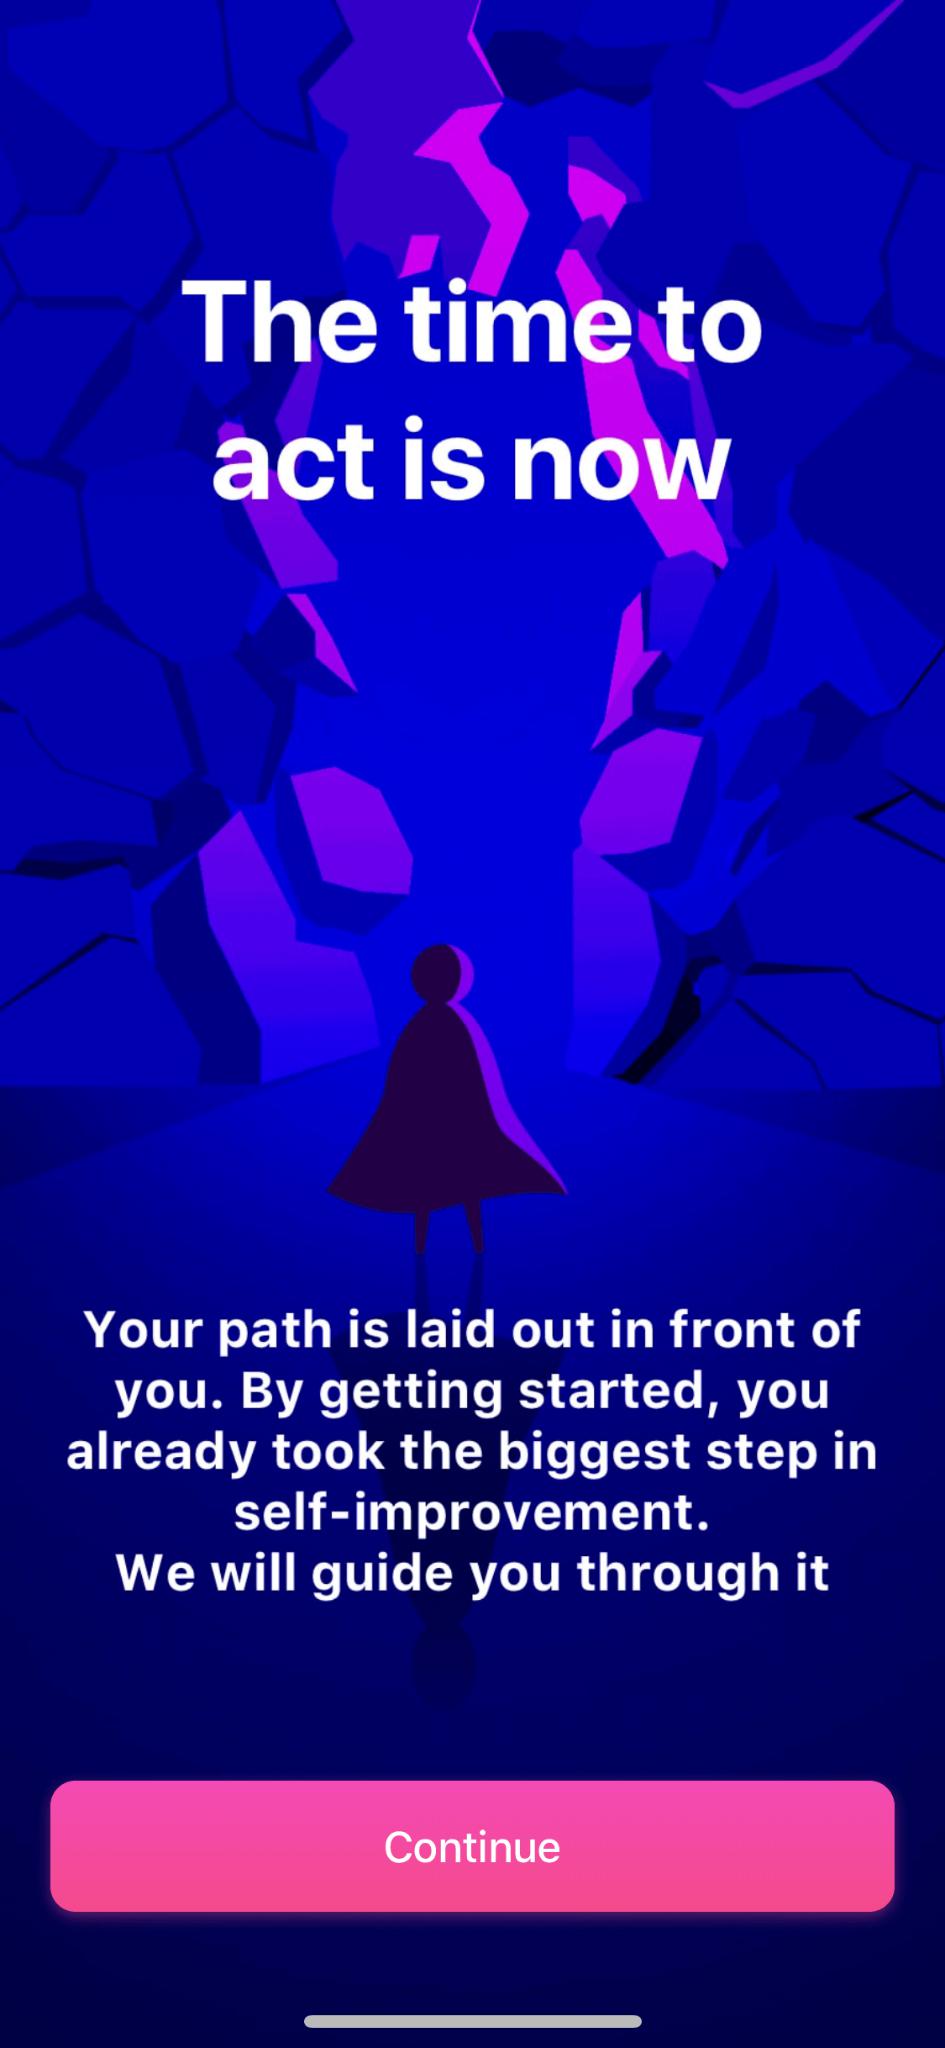 The time to
act is now
Your path is laid out in front of
you. By getting started, you
already took the biggest step in
self-improvement.
We will guide you through it
Continue